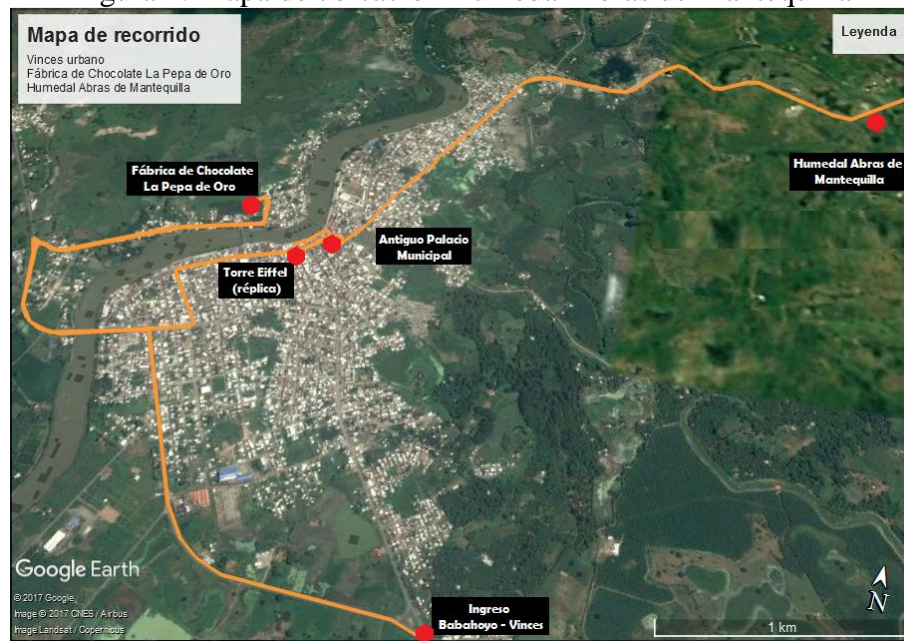 Mapa de recorrido
Vinces urbano
Fábrica de Chocolate La Pepa de Oro
Humedal Abras de Mantequilla
Leyenda
Fábrica de Chocolate
La Pepa de Oro
Humedal Abras de
Mantequilla
Antiguo Palacio
Municipal
Torre Eiffel
(réplica)
Google Earth
© 2017 Google
Image © 2017 CNES / Airbus
Image Landsat / Copernicus
Ingreso
Babahoyo - Vinces
N
1 km